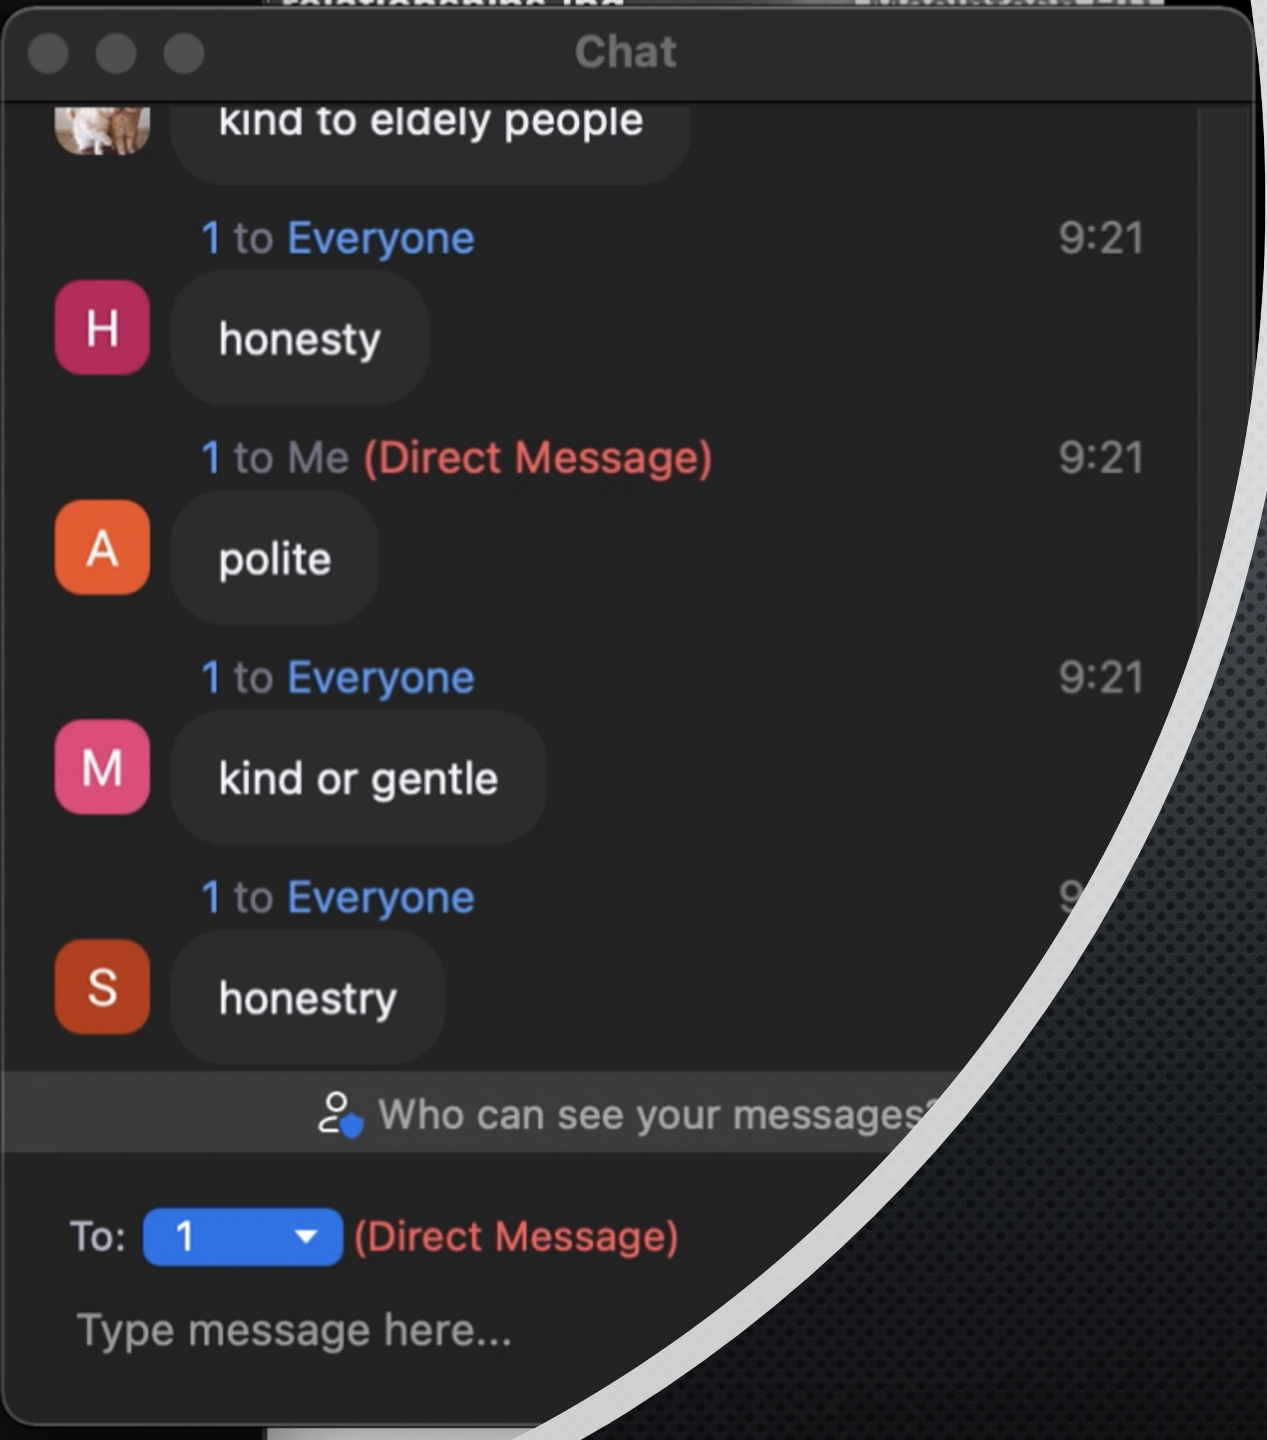 Chat
kind to eldely people
1 to Everyone 9:21
H
honesty
1 to Me (Direct Message) 9:21
A
polite
1 to Everyone 9:21
M
kind or gentle
1 to Everyone
S
honestry
Who can see your messages?
To: 1 (Direct Message)
Type message here...